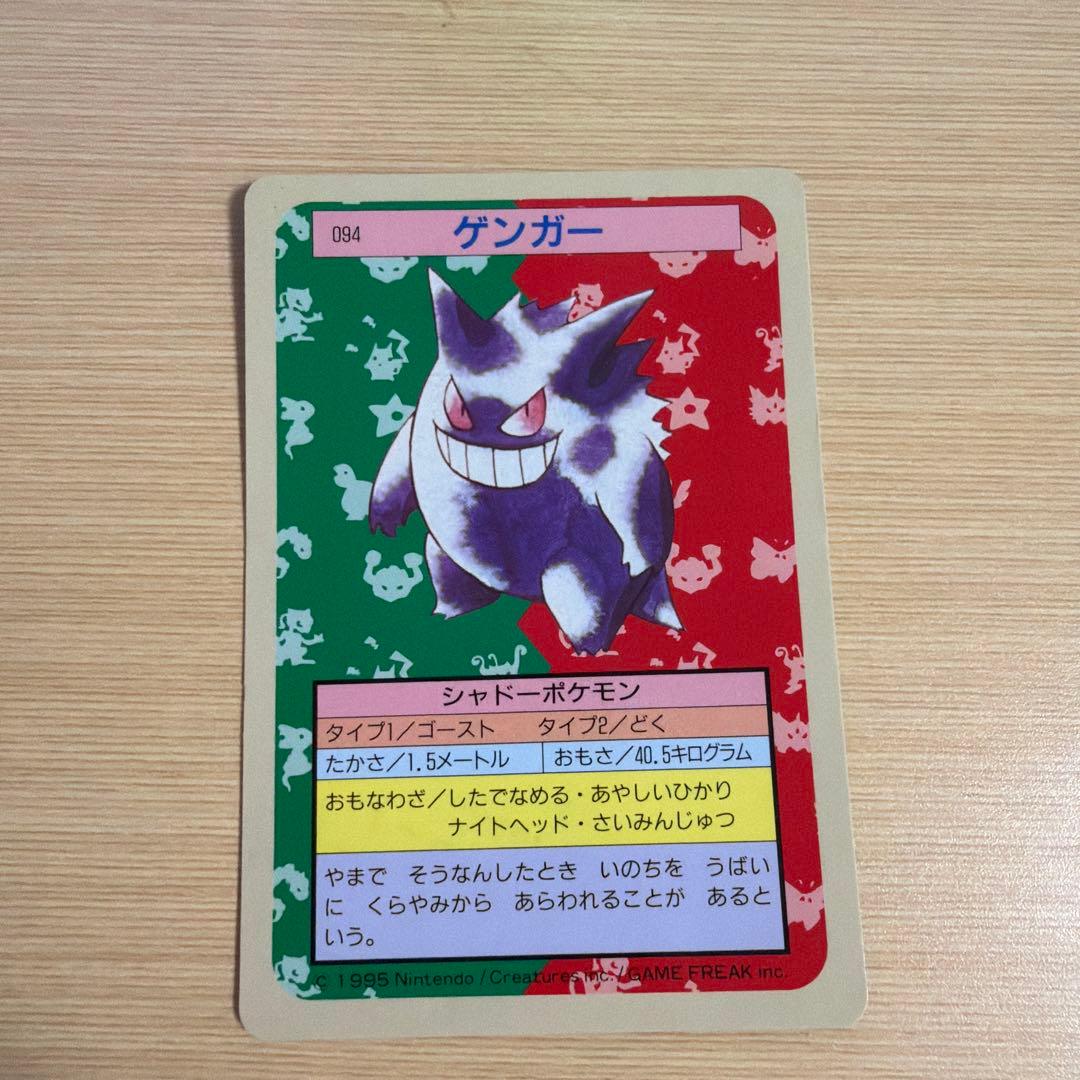 094 ゲンガー
シャドーポケモン
タイプ1/ゴースト タイプ2/どく
たかさ/1.5メートル おもさ/40.5キログラム
おもなわざ/したでなめる・あやしいひかり
ナイトヘッド・さいみんじゅつ
やまで そうなんしたとき いのちを うばい
に くらやみから あらわれることが あると
いう。
© 1995 Nintendo / Creatures inc. / GAME FREAK inc.